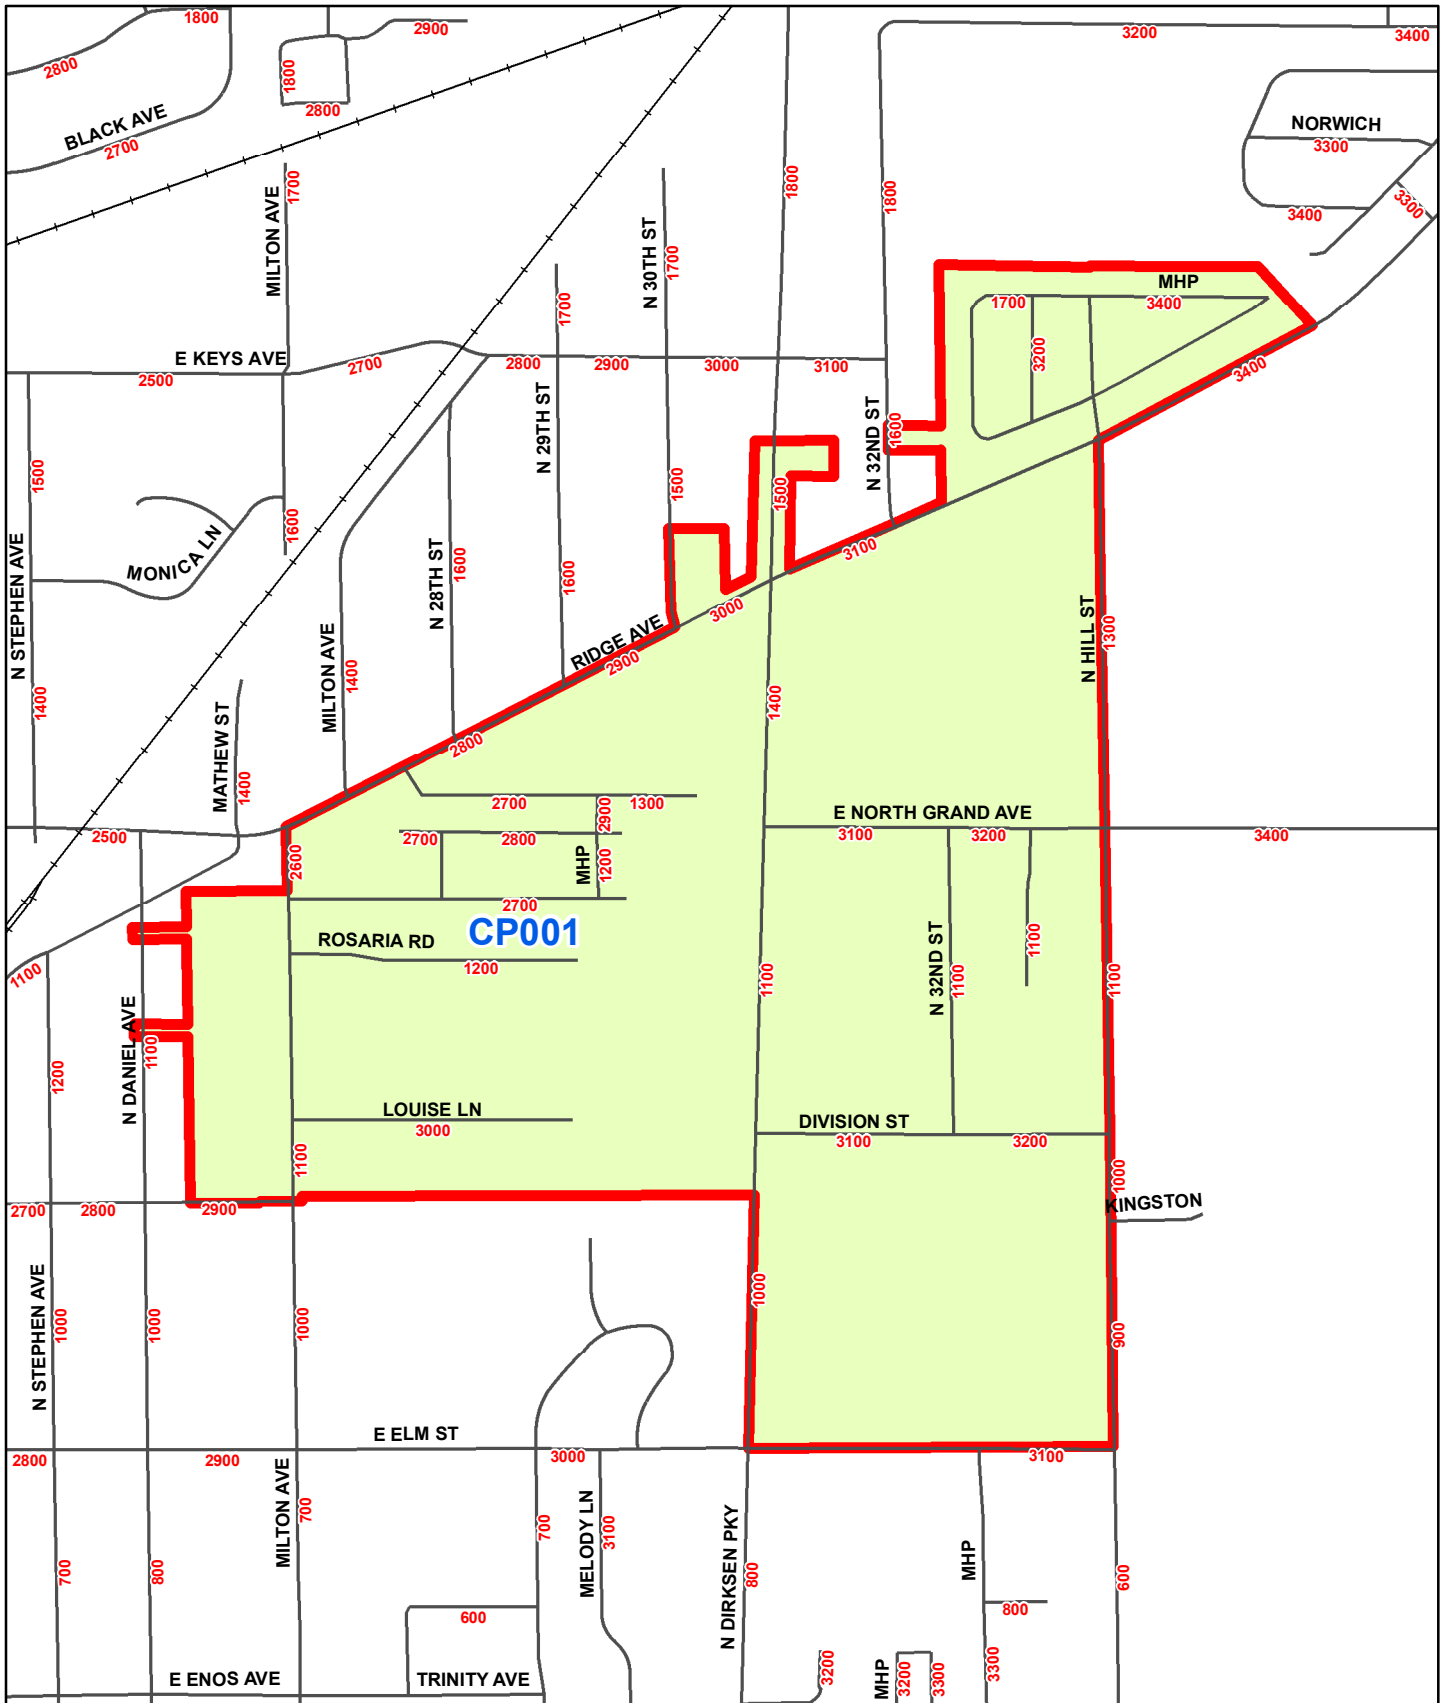 1800
2900
3200
3400
2800
1800
2800
BLACK AVE
2700
NORWICH
3300
1700
1800
1800
3300
3400
MILTON AVE
N 30TH ST
1700
MHP
1700
3400
1700
E KEYS AVE
2500
2700
2800
2900
3000
3100
3200
3400
N 29TH ST
N 32ND ST
1600
1500
1500
1500
N STEPHEN AVE
MONICA LN
1600
N 28TH ST
1600
1600
3100
3000
RIDGE AVE
2900
N HILL ST
1300
1400
MATHEW ST
1400
MILTON AVE
1400
1400
2800
2500
2600
2700
1300
2900
2700
2800
MHP
1200
E NORTH GRAND AVE
3100
3200
3400
2700
CP001
ROSARIA RD
1200
1100
1100
N 32ND ST
1100
1100
1100
N DANIEL AVE
1100
1200
LOUISE LN
3000
DIVISION ST
3100
3200
1100
1000
KINGSTON
2700
2800
2900
N STEPHEN AVE
1000
1000
1000
1000
900
E ELM ST
2800
2900
3000
3100
MILTON AVE
700
700
MELODY LN
3100
N DIRKSEN PKY
800
MHP
600
700
800
600
800
E ENOS AVE
TRINITY AVE
3200
MHP
3200
3300
3300